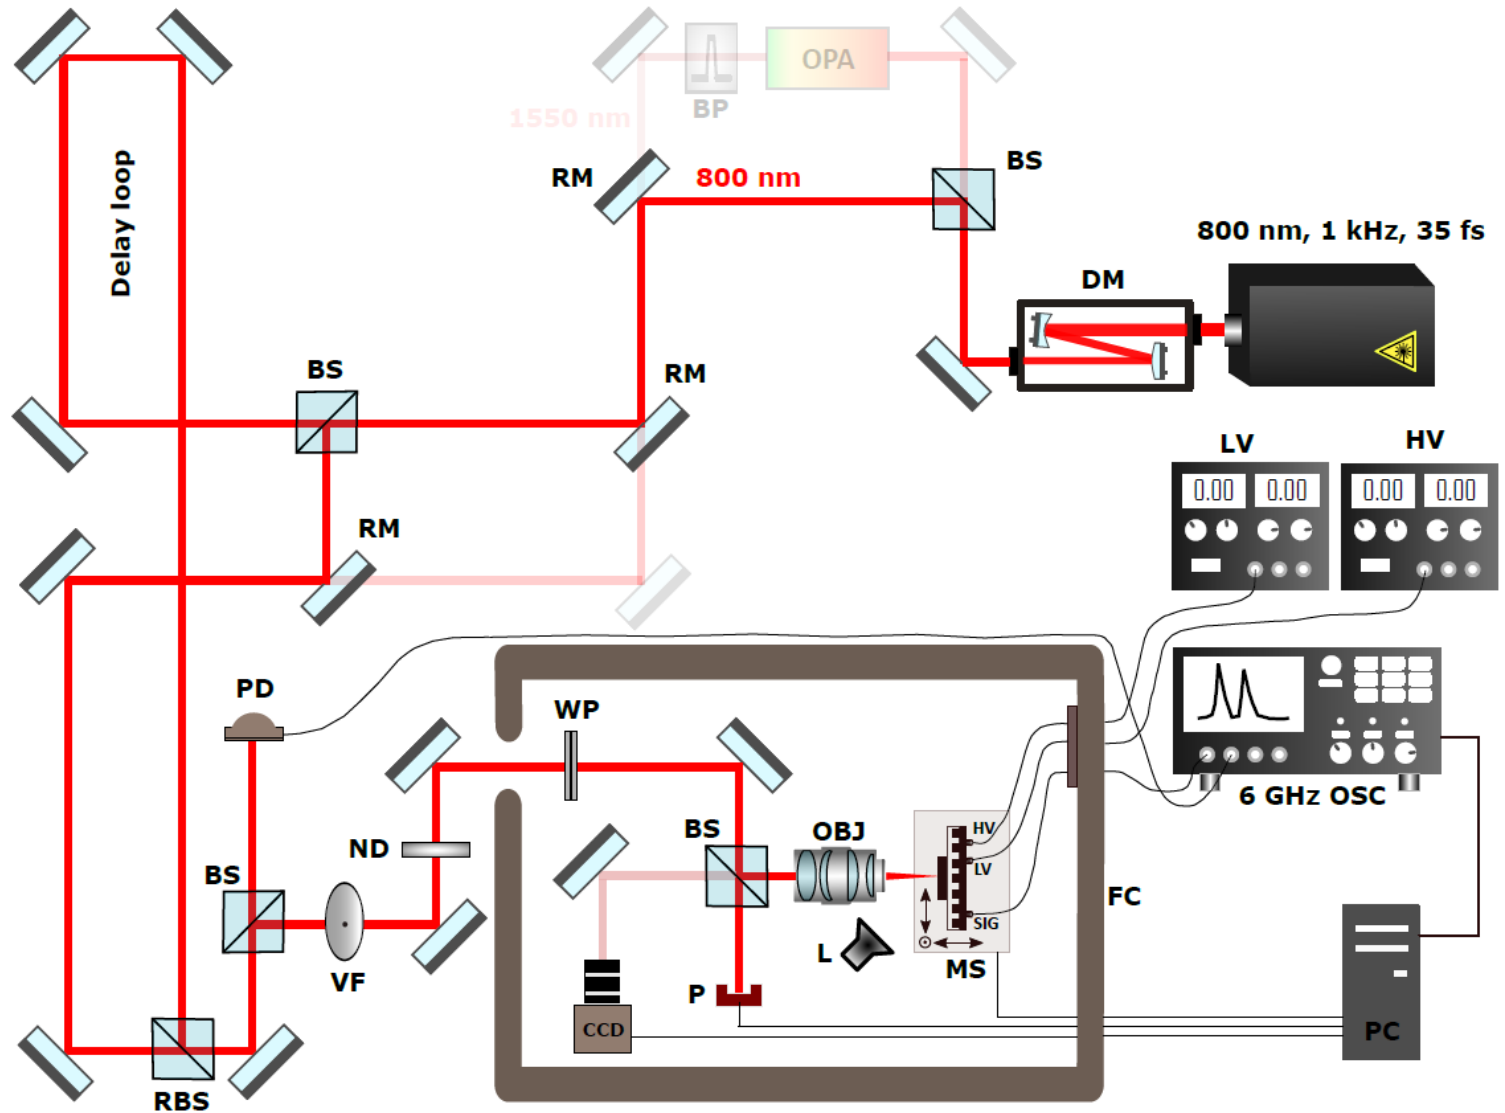 OPA
BP
1550 nm
RM
800 nm
BS
800 nm, 1 kHz, 35 fs
DM
Delay loop
BS
RM
LV
HV
0.00
0.00
0.00
0.00
RM
PD
WP
6 GHz OSC
ND
BS
OBJ
HV
LV
SIG
BS
FC
L
MS
VF
P
CCD
PC
RBS